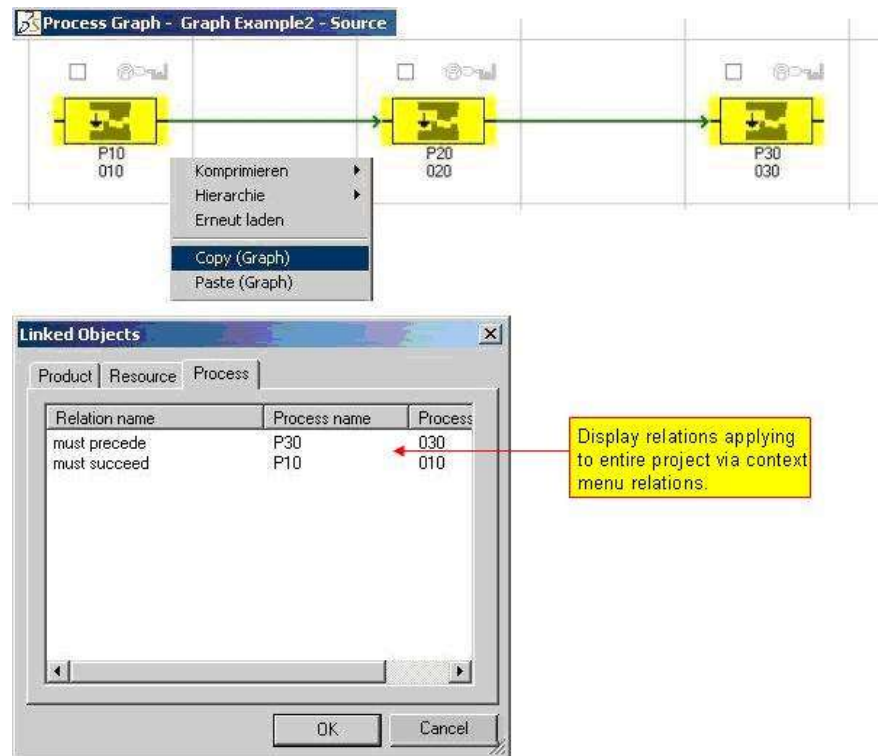 Process Graph - Graph Example2 - Source
P10
010
P20
020
P30
030
Komprimieren
Hierarchie
Erneut laden
Copy (Graph)
Paste (Graph)
Linked Objects
Product Resource Process
Relation name Process name Process
must precede P30 030
must succeed P10 010
Display relations applying
to entire project via context
menu relations.
OK Cancel